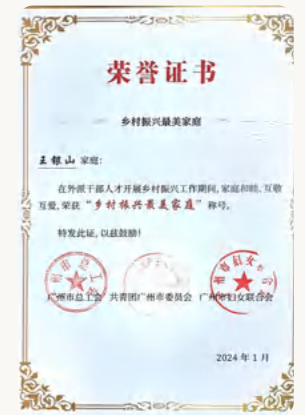 荣誉证书
乡村振兴最美家庭
王银山 家庭:
在外派干部人才开展乡村振兴工作期间,家庭和睦、互敬
互爱,荣获“乡村振兴最美家庭”称号。
特发此证,以兹鼓励!
广州市总工会 共青团广州市委员会 广州市妇女联合会
2024 年 1 月